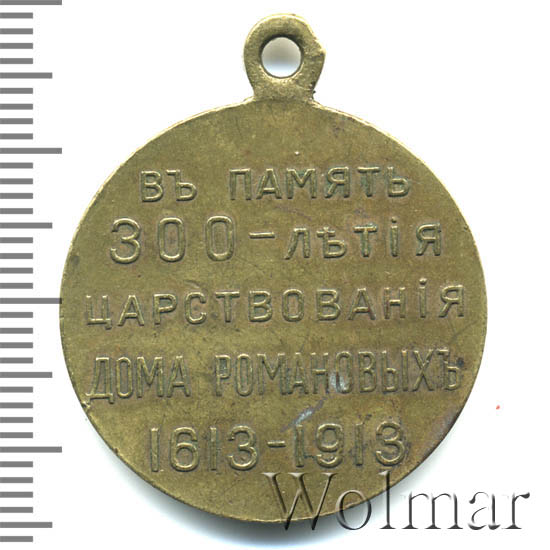 ВЪ ПАМЯТЬ
300-ЛѢТІЯ
ЦАРСТВОВАНІЯ
ДОМА РОМАНОВЫХЪ
1613-1913
Wolmar